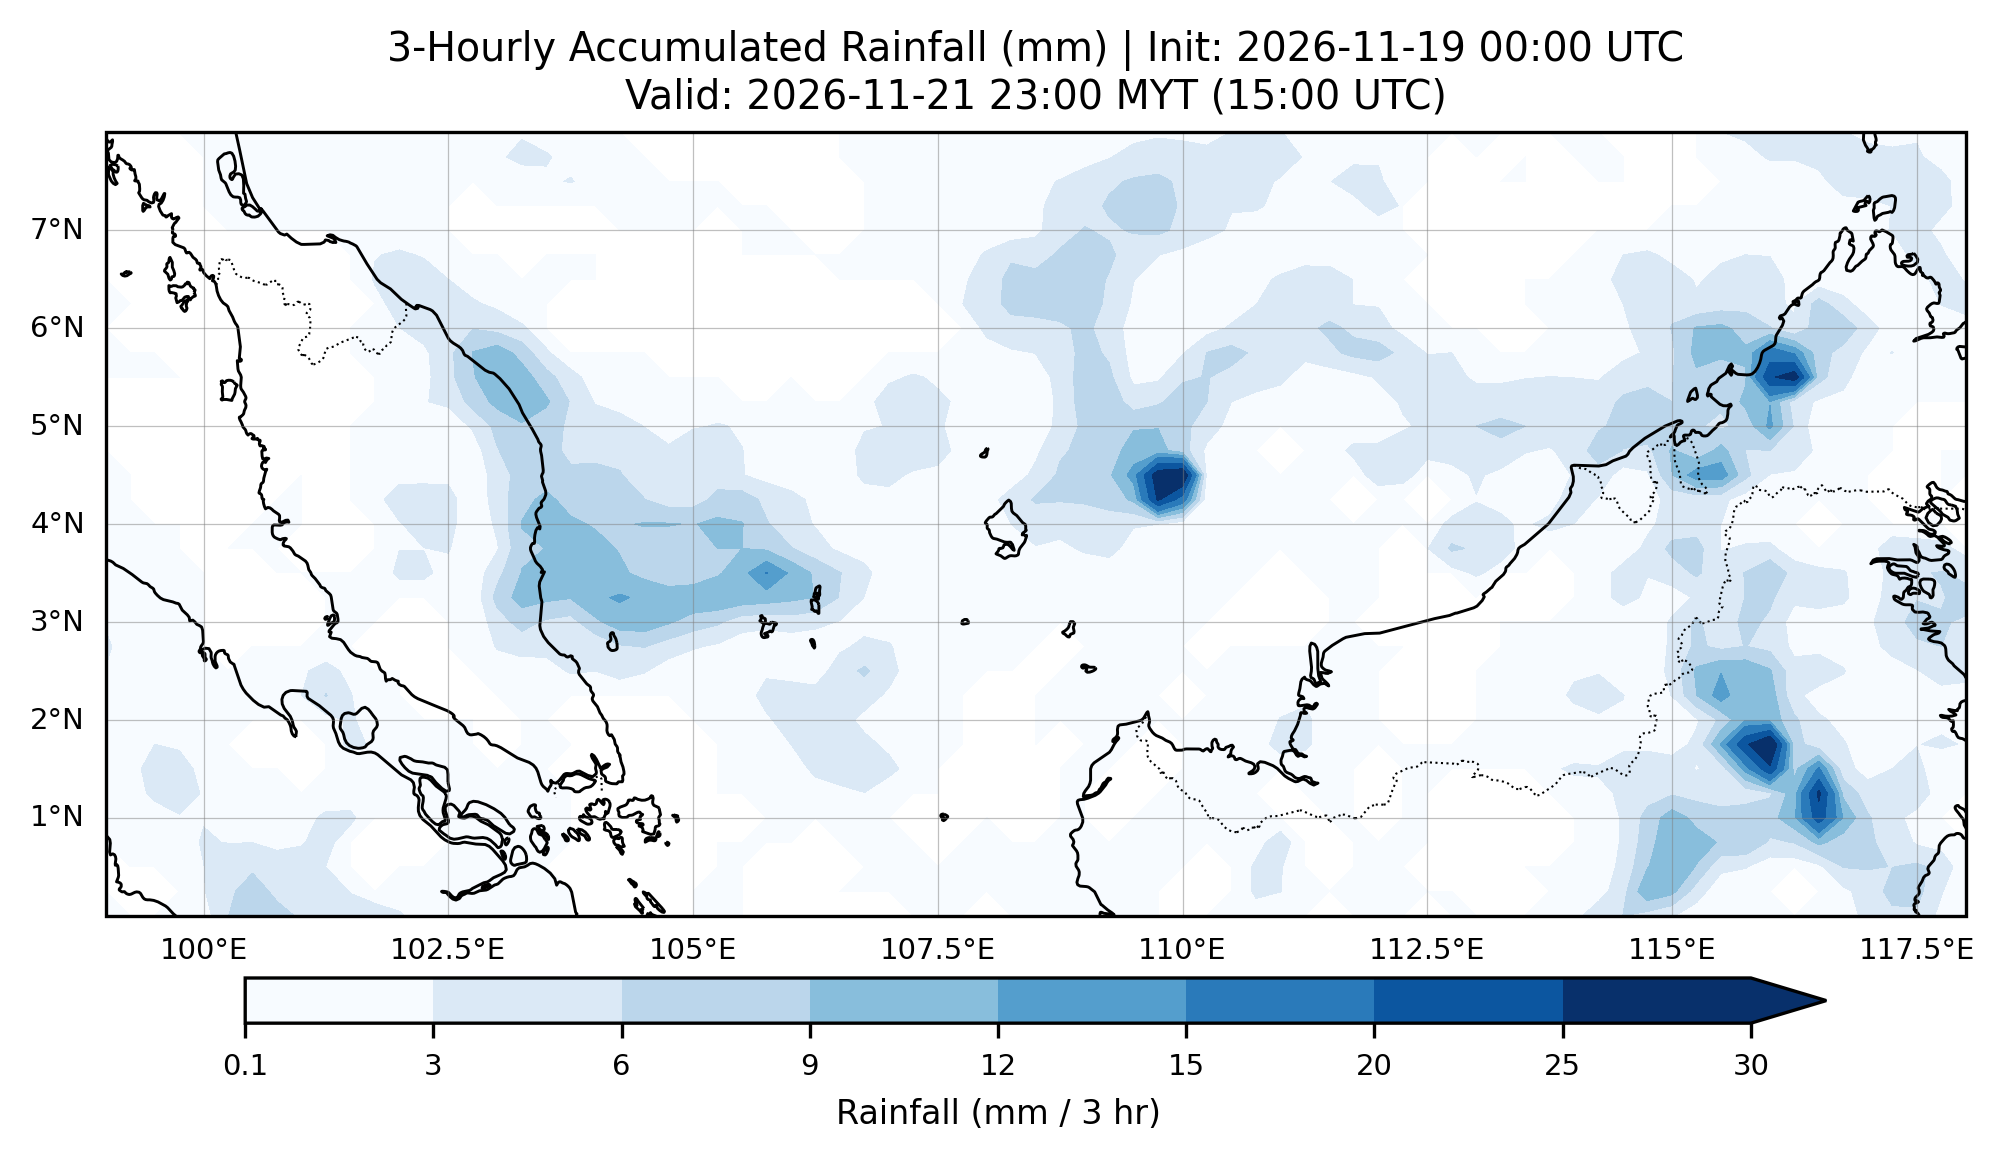 3-Hourly Accumulated Rainfall (mm) | Init: 2026-11-19 00:00 UTC
Valid: 2026-11-21 23:00 MYT (15:00 UTC)
7°N
6°N
5°N
4°N
3°N
2°N
1°N
100°E 102.5°E 105°E 107.5°E 110°E 112.5°E 115°E 117.5°E
0.1 3 6 9 12 15 20 25 30
Rainfall (mm / 3 hr)